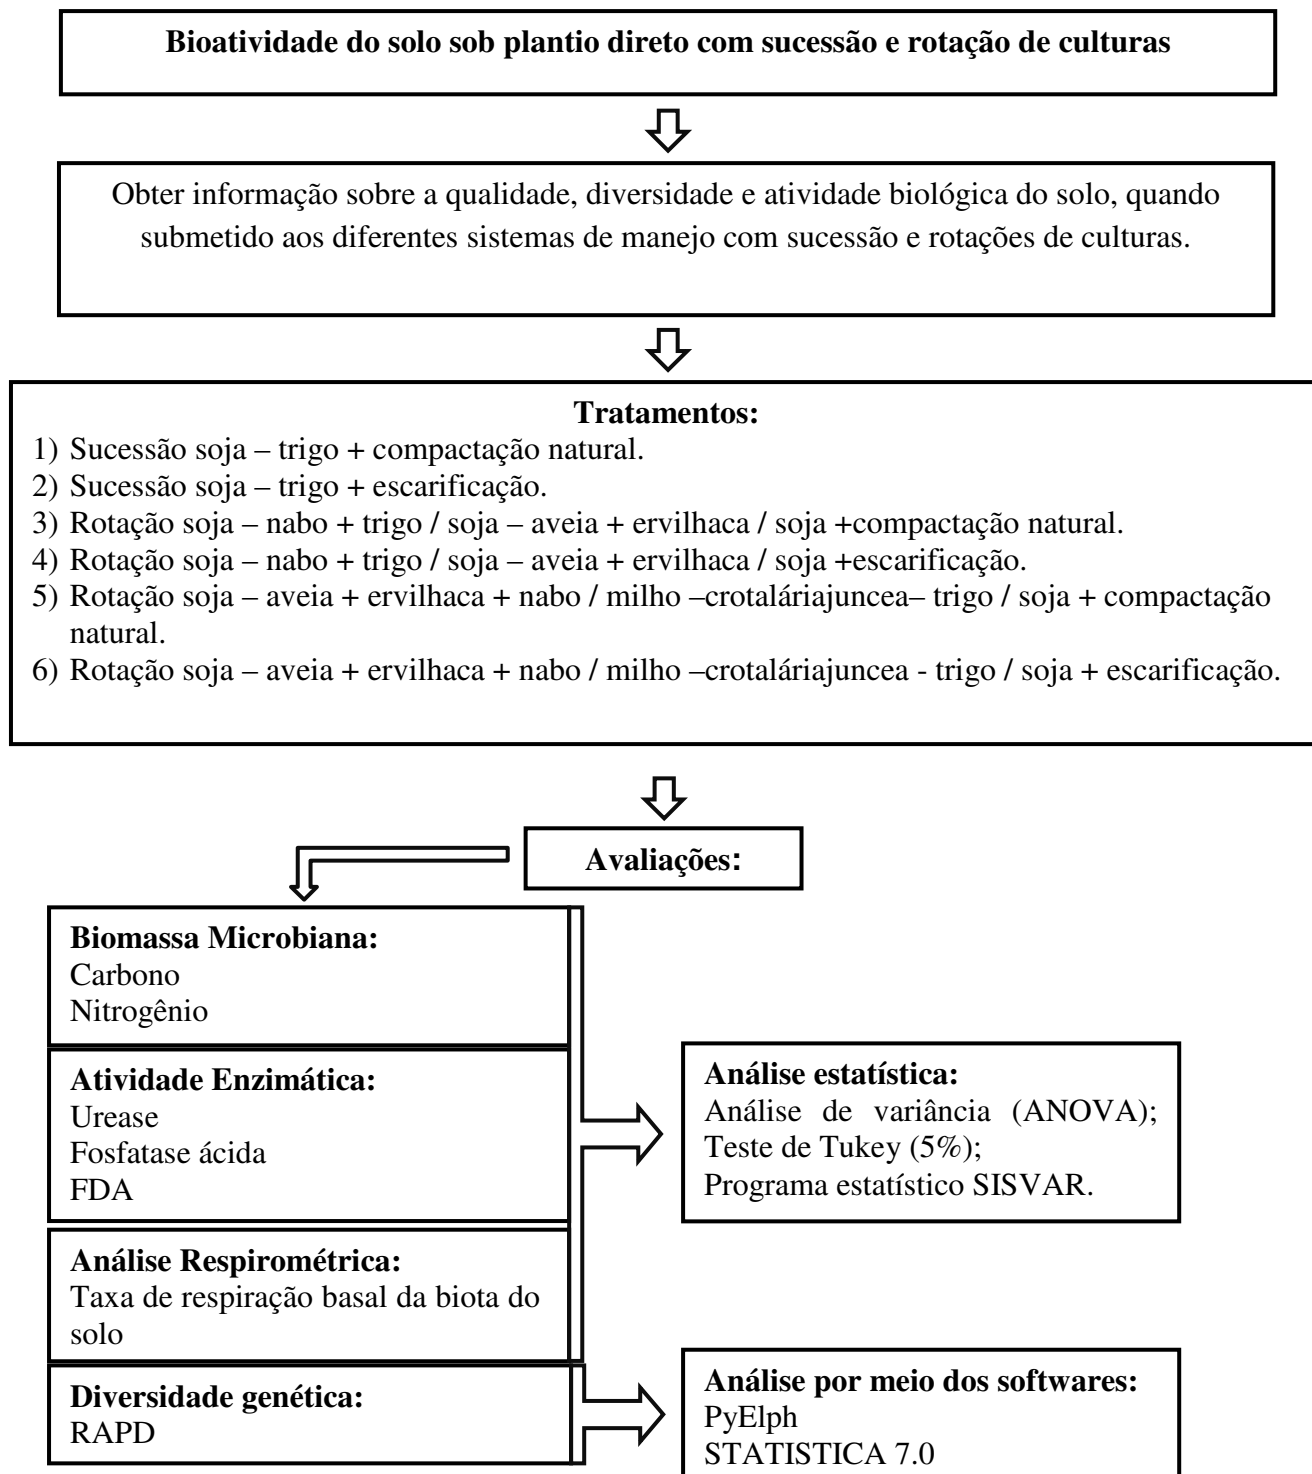 Bioatividade do solo sob plantio direto com sucessão e rotação de culturas
Obter informação sobre a qualidade, diversidade e atividade biológica do solo, quando
submetido aos diferentes sistemas de manejo com sucessão e rotações de culturas.
Tratamentos:
1) Sucessão soja – trigo + compactação natural.
2) Sucessão soja – trigo + escarificação.
3) Rotação soja – nabo + trigo / soja – aveia + ervilhaca / soja +compactação natural.
4) Rotação soja – nabo + trigo / soja – aveia + ervilhaca / soja +escarificação.
5) Rotação soja – aveia + ervilhaca + nabo / milho –crotaláriajuncea– trigo / soja + compactação
natural.
6) Rotação soja – aveia + ervilhaca + nabo / milho –crotaláriajuncea - trigo / soja + escarificação.
Avaliações:
Biomassa Microbiana:
Carbono
Nitrogênio
Atividade Enzimática:
Urease
Fosfatase ácida
FDA
Análise Respirométrica:
Taxa de respiração basal da biota do
solo
Diversidade genética:
RAPD
Análise estatística:
Análise de variância (ANOVA);
Teste de Tukey (5%);
Programa estatístico SISVAR.
Análise por meio dos softwares:
PyElph
STATISTICA 7.0